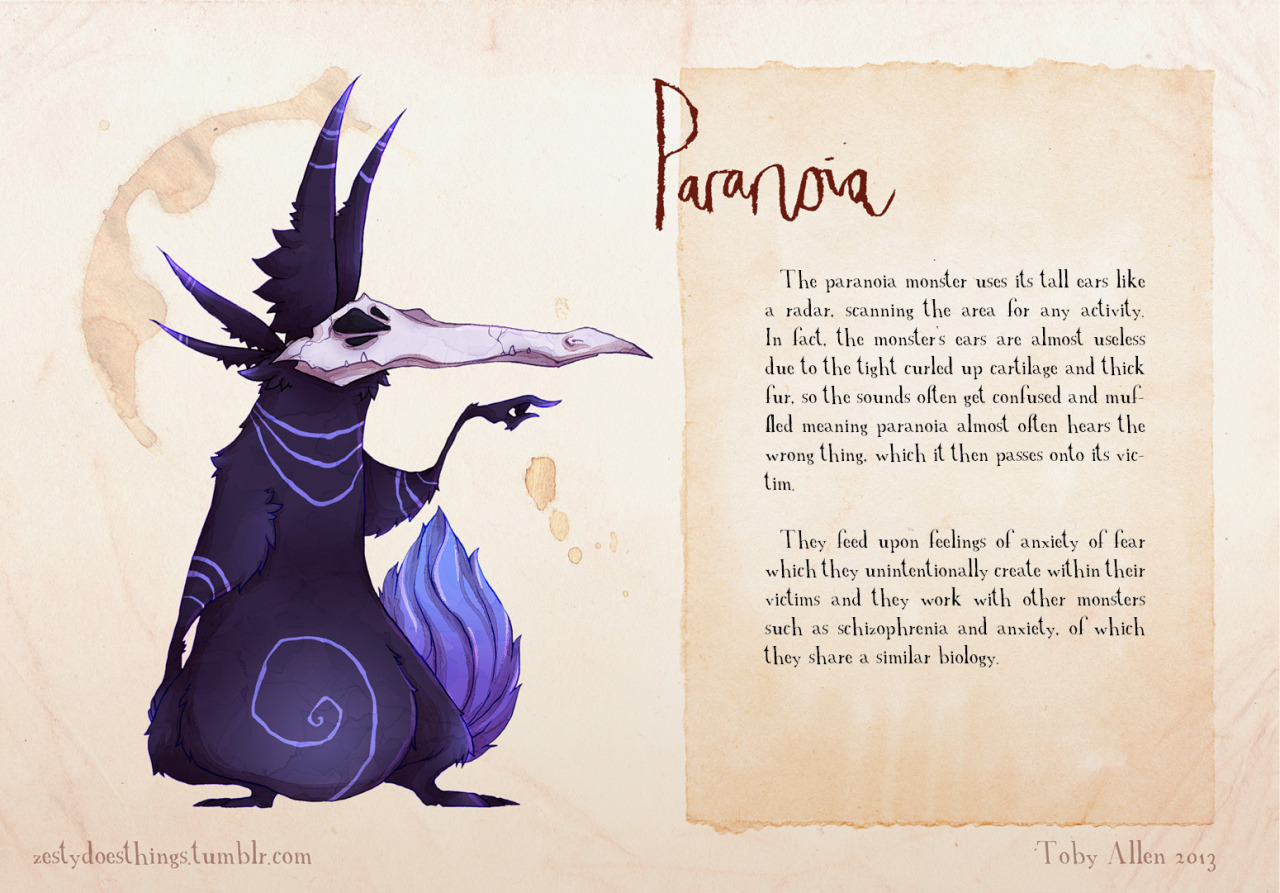 Paranoia
The paranoia monster uses its tall ears like
a radar, scanning the area for any activity.
In fact, the monster's ears are almost useless
due to the tight curled up cartilage and thick
fur, so the sounds often get confused and muf-
fled meaning paranoia almost often hears the
wrong thing, which it then passes onto its vic-
tim.
They feed upon feelings of anxiety of fear
which they unintentionally create within their
victims and they work with other monsters
such as schizophrenia and anxiety, of which
they share a similar biology.
zestydoesthings.tumblr.com
Toby Allen 2013